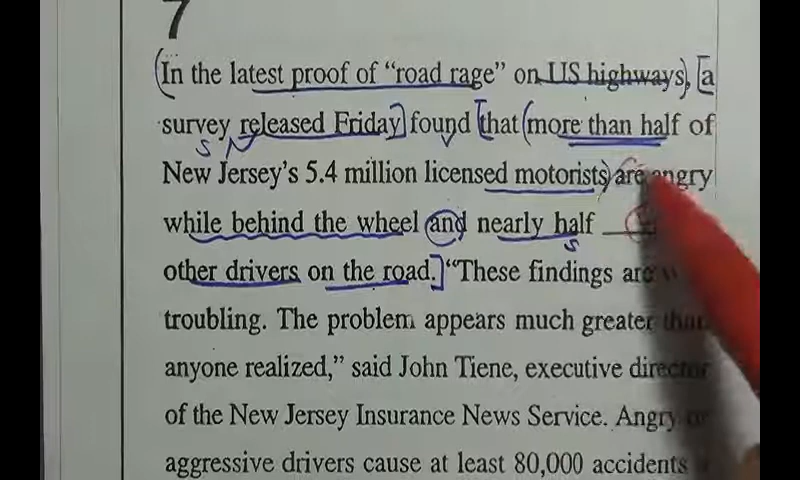 7
In the latest proof of “road rage” on US highways, a
survey released Friday found that more than half of
S V V
New Jersey’s 5.4 million licensed motorists are angry
while behind the wheel and nearly half
S
other drivers on the road. “These findings are
troubling. The problem appears much greater than
anyone realized,” said John Tiene, executive director
of the New Jersey Insurance News Service. Angry or
aggressive drivers cause at least 80,000 accidents